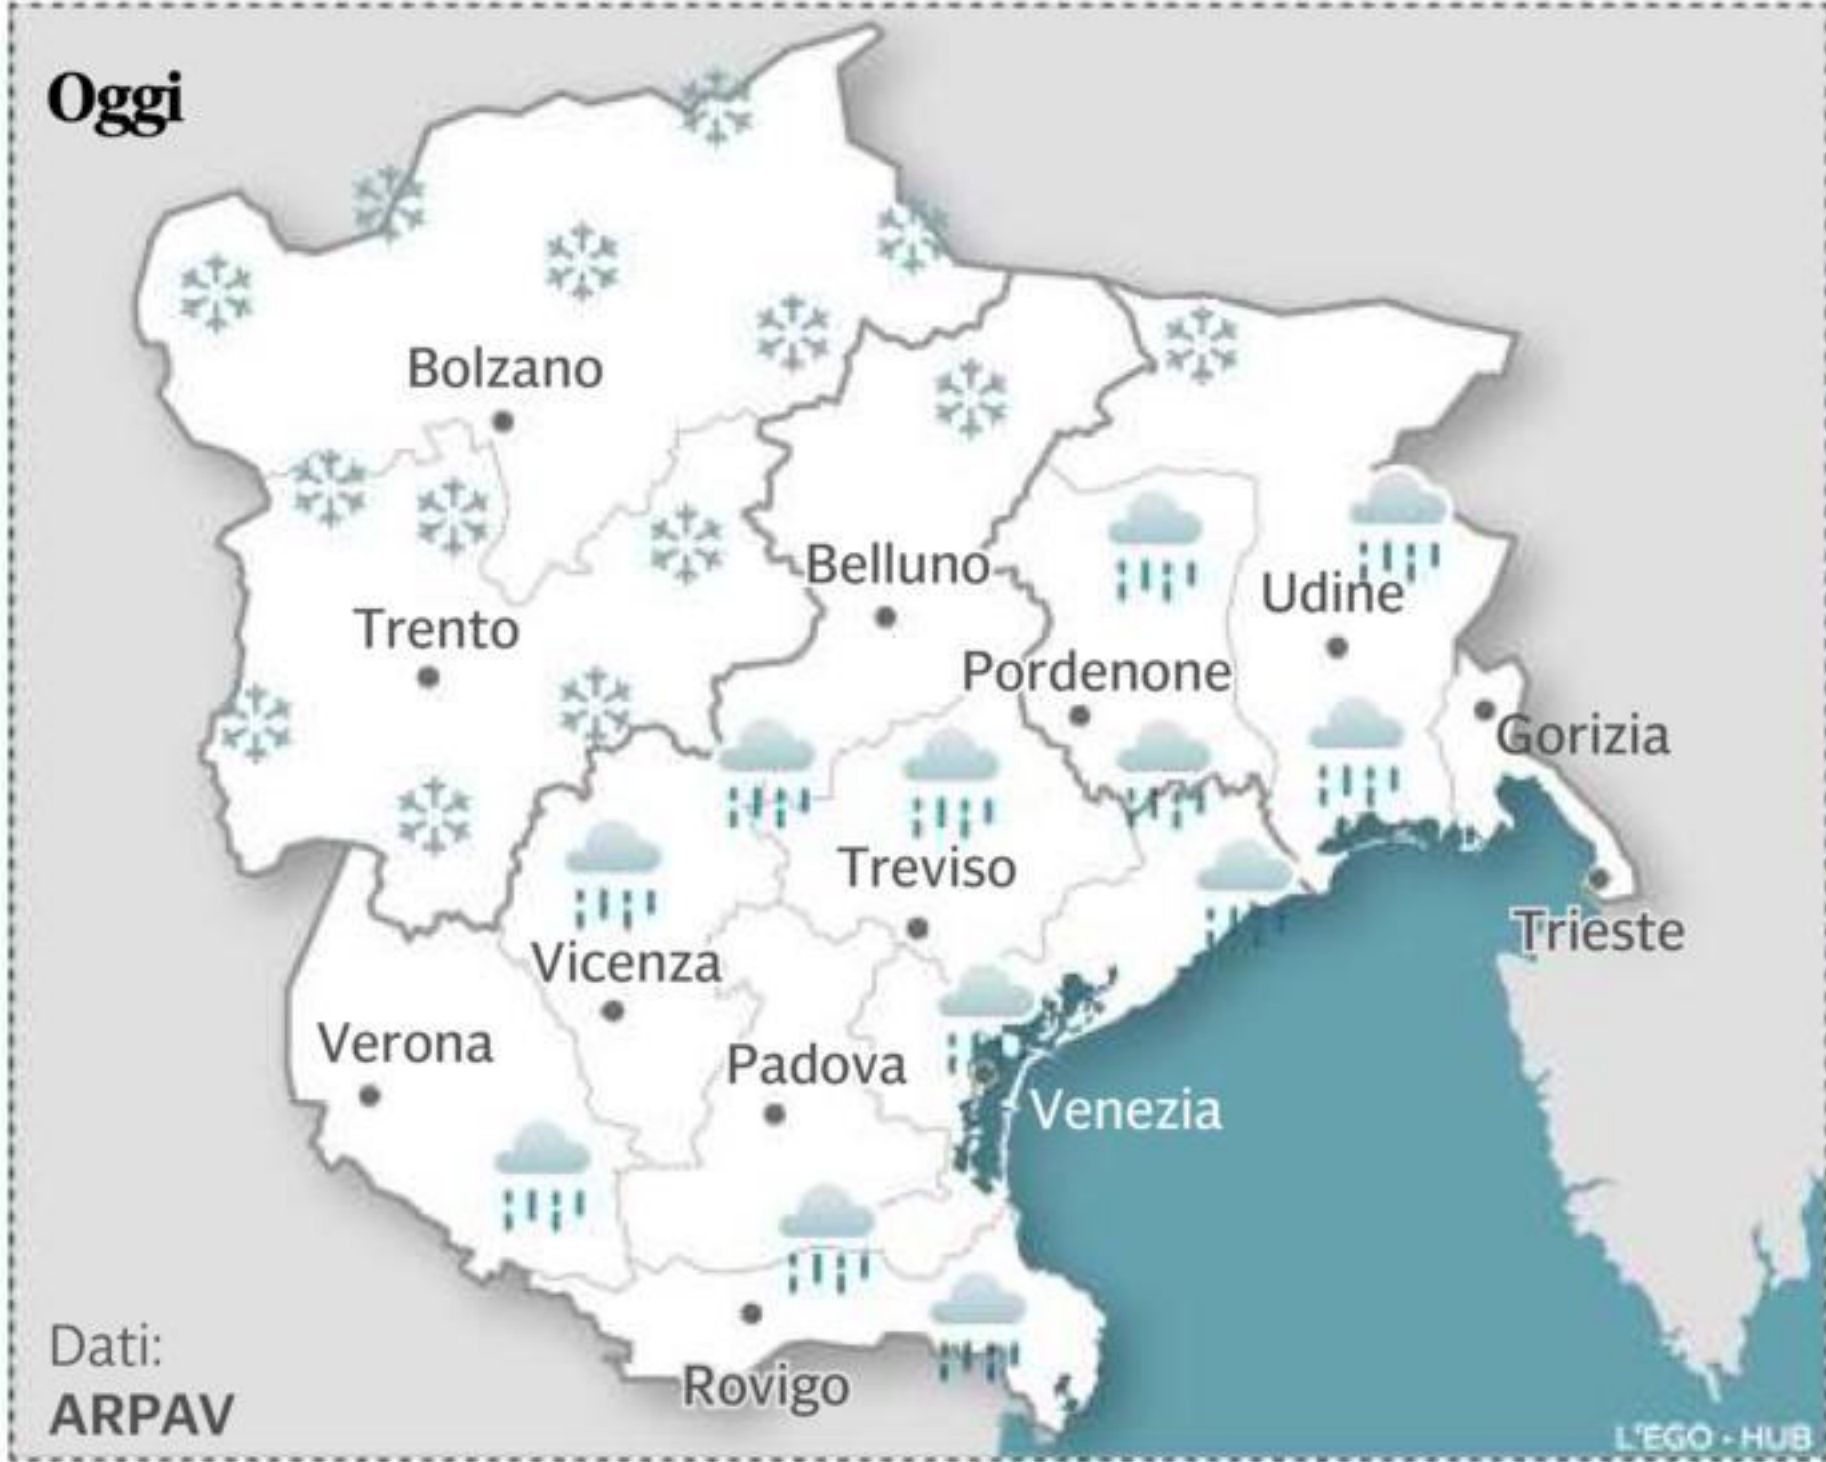 Oggi
Bolzano
Belluno
Udine
Trento
Pordenone
Gorizia
Treviso
Trieste
Vicenza
Verona
Padova
Venezia
Dati:
ARPAV
Rovigo
L'EGO - HUB